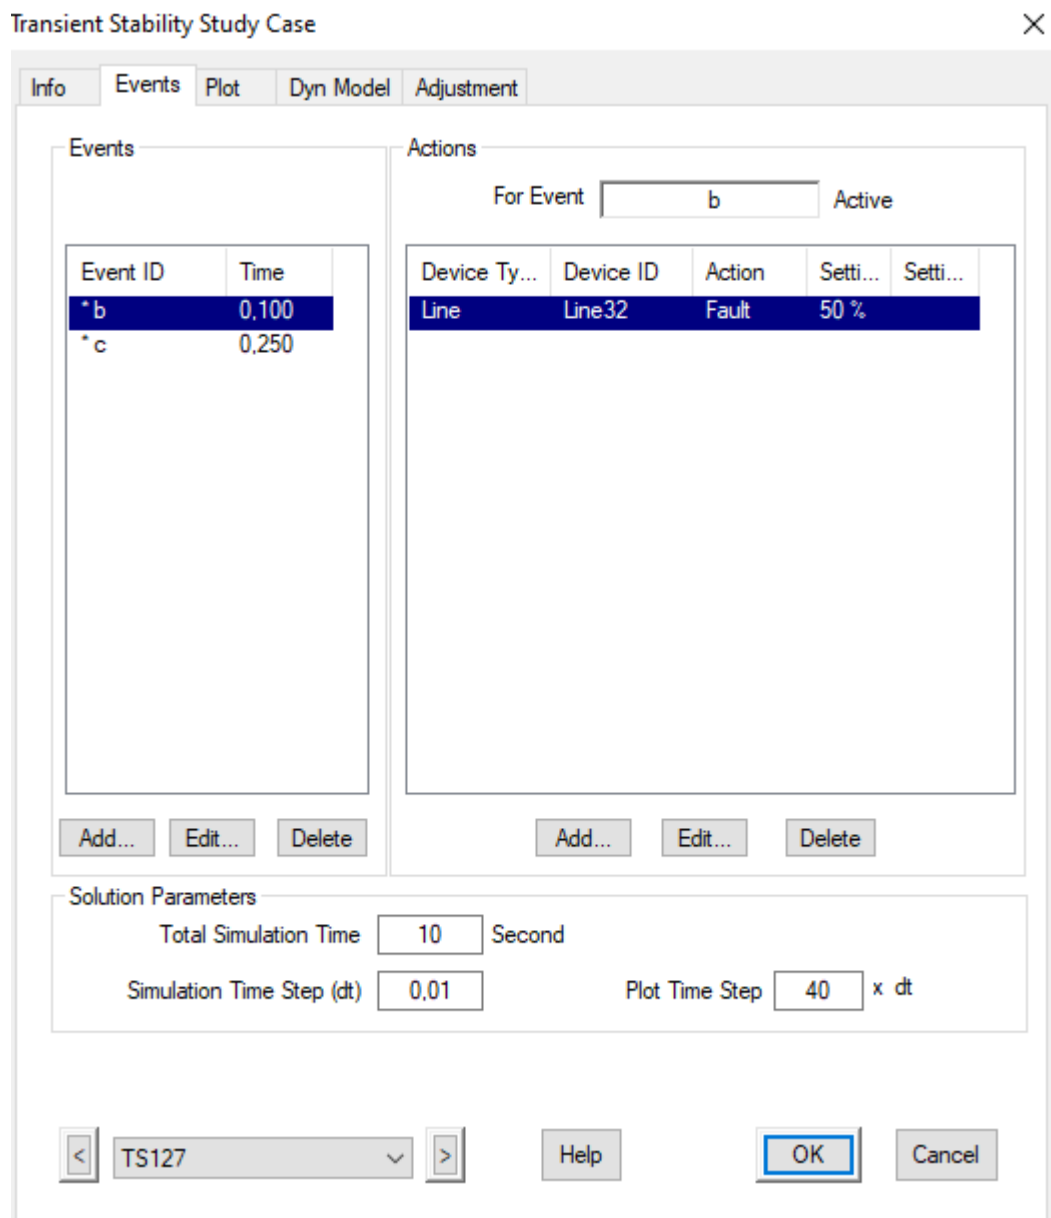 Transient Stability Study Case
Info Events Plot Dyn Model Adjustment
Events
Event ID Time
* b 0,100
* c 0,250
Add... Edit... Delete
Actions
For Event b Active
Device Ty... Device ID Action Setti... Setti...
Line Line32 Fault 50 %
Add... Edit... Delete
Solution Parameters
Total Simulation Time 10 Second
Simulation Time Step (dt) 0,01 Plot Time Step 40 x dt
< TS127 > Help OK Cancel